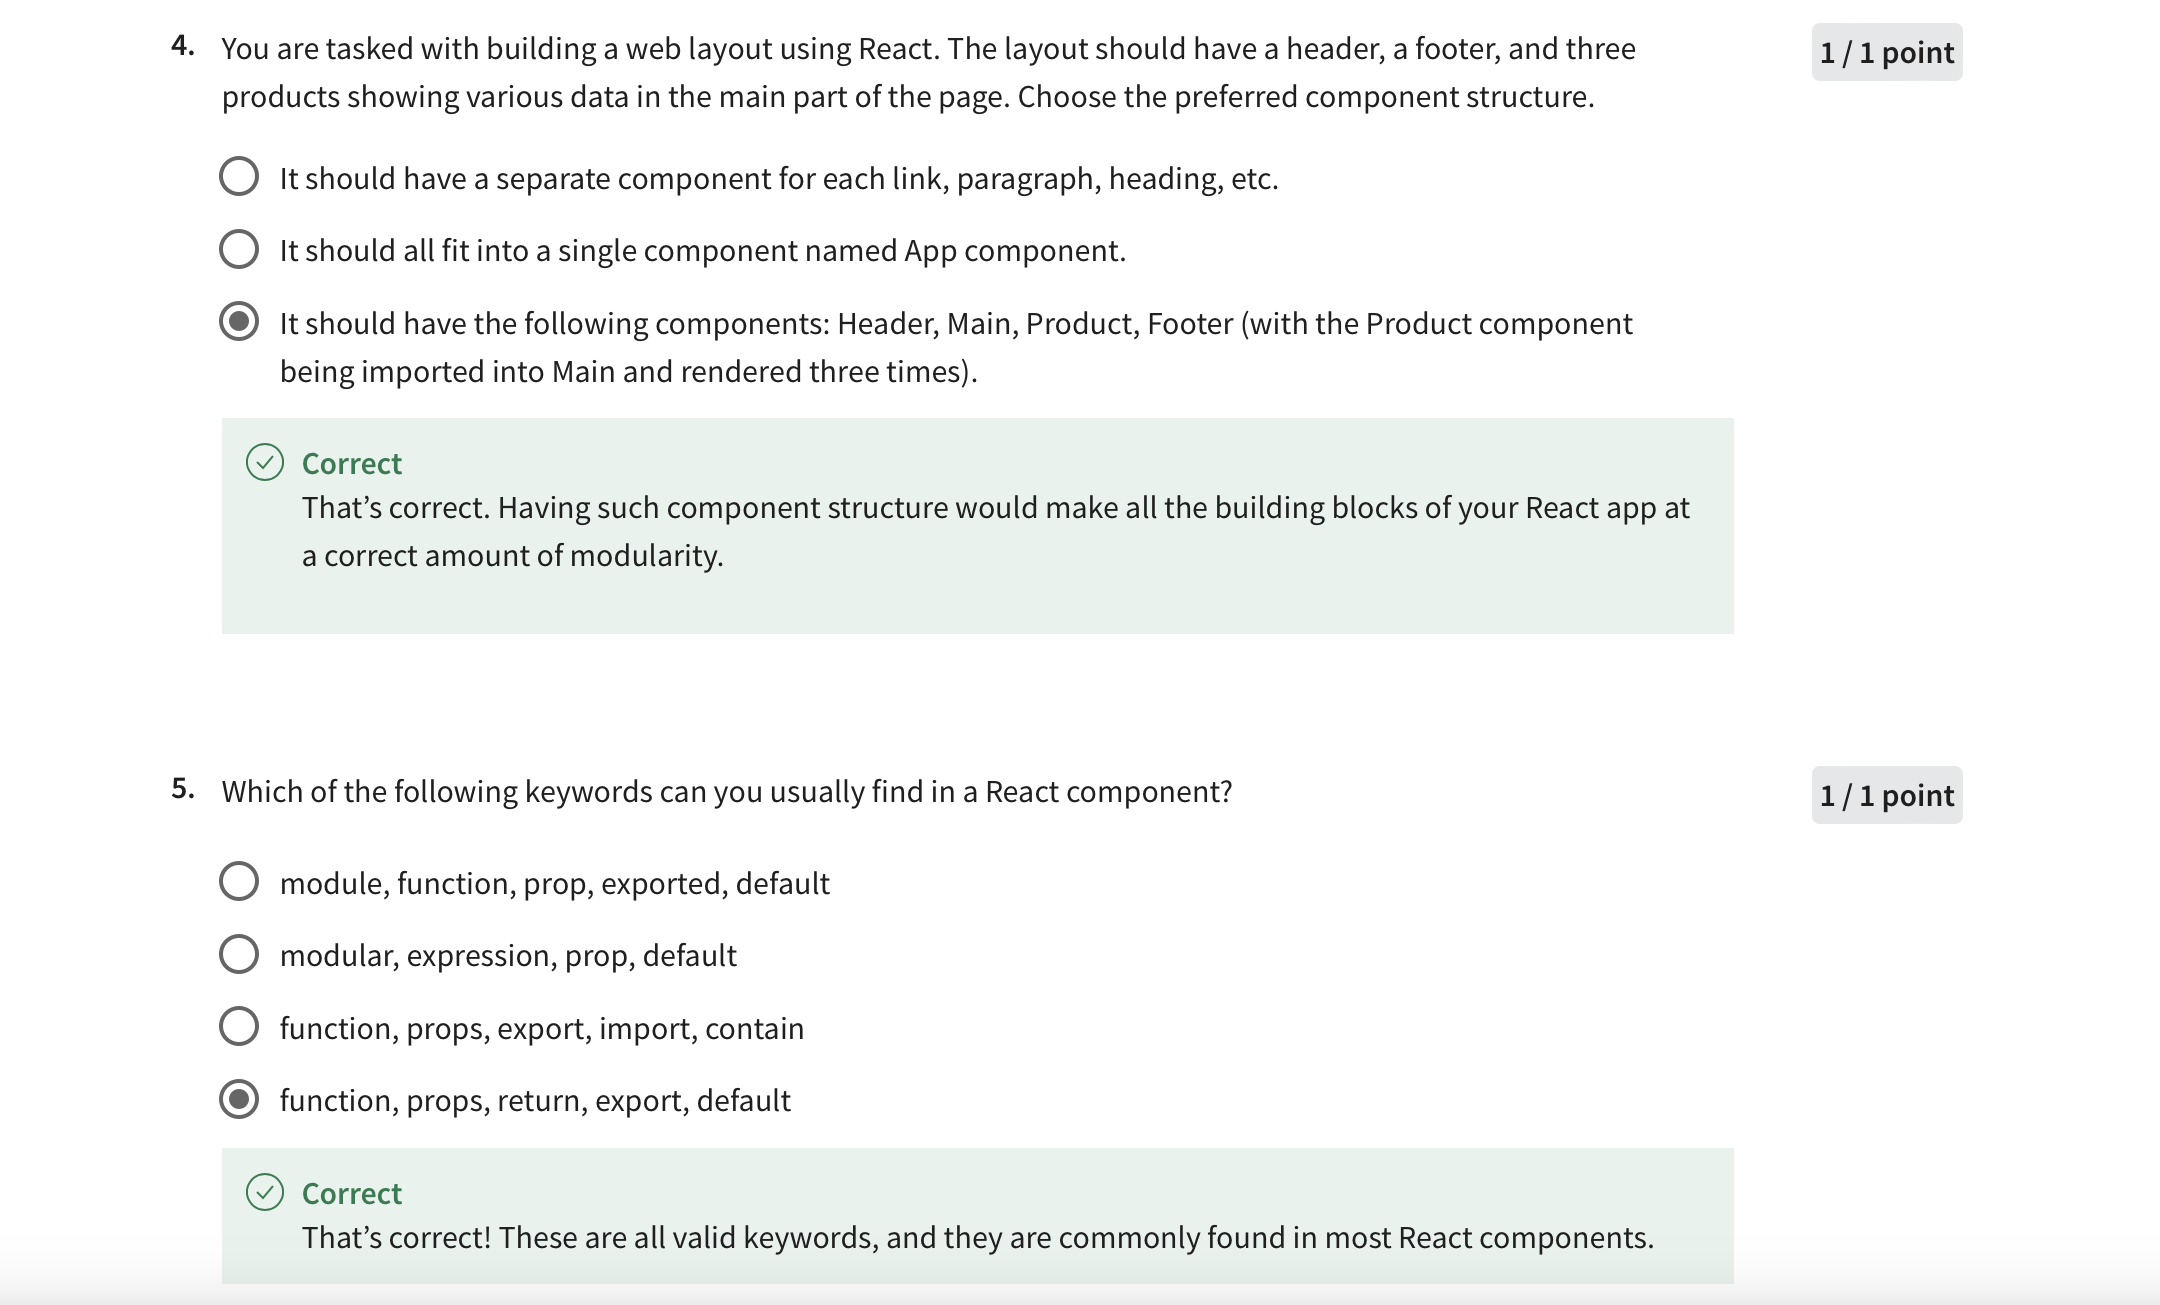 4. You are tasked with building a web layout using React. The layout should have a header, a footer, and three
products showing various data in the main part of the page. Choose the preferred component structure.
1 / 1 point
It should have a separate component for each link, paragraph, heading, etc.
It should all fit into a single component named App component.
It should have the following components: Header, Main, Product, Footer (with the Product component
being imported into Main and rendered three times).
Correct
That’s correct. Having such component structure would make all the building blocks of your React app at
a correct amount of modularity.
5. Which of the following keywords can you usually find in a React component?
1 / 1 point
module, function, prop, exported, default
modular, expression, prop, default
function, props, export, import, contain
function, props, return, export, default
Correct
That’s correct! These are all valid keywords, and they are commonly found in most React components.